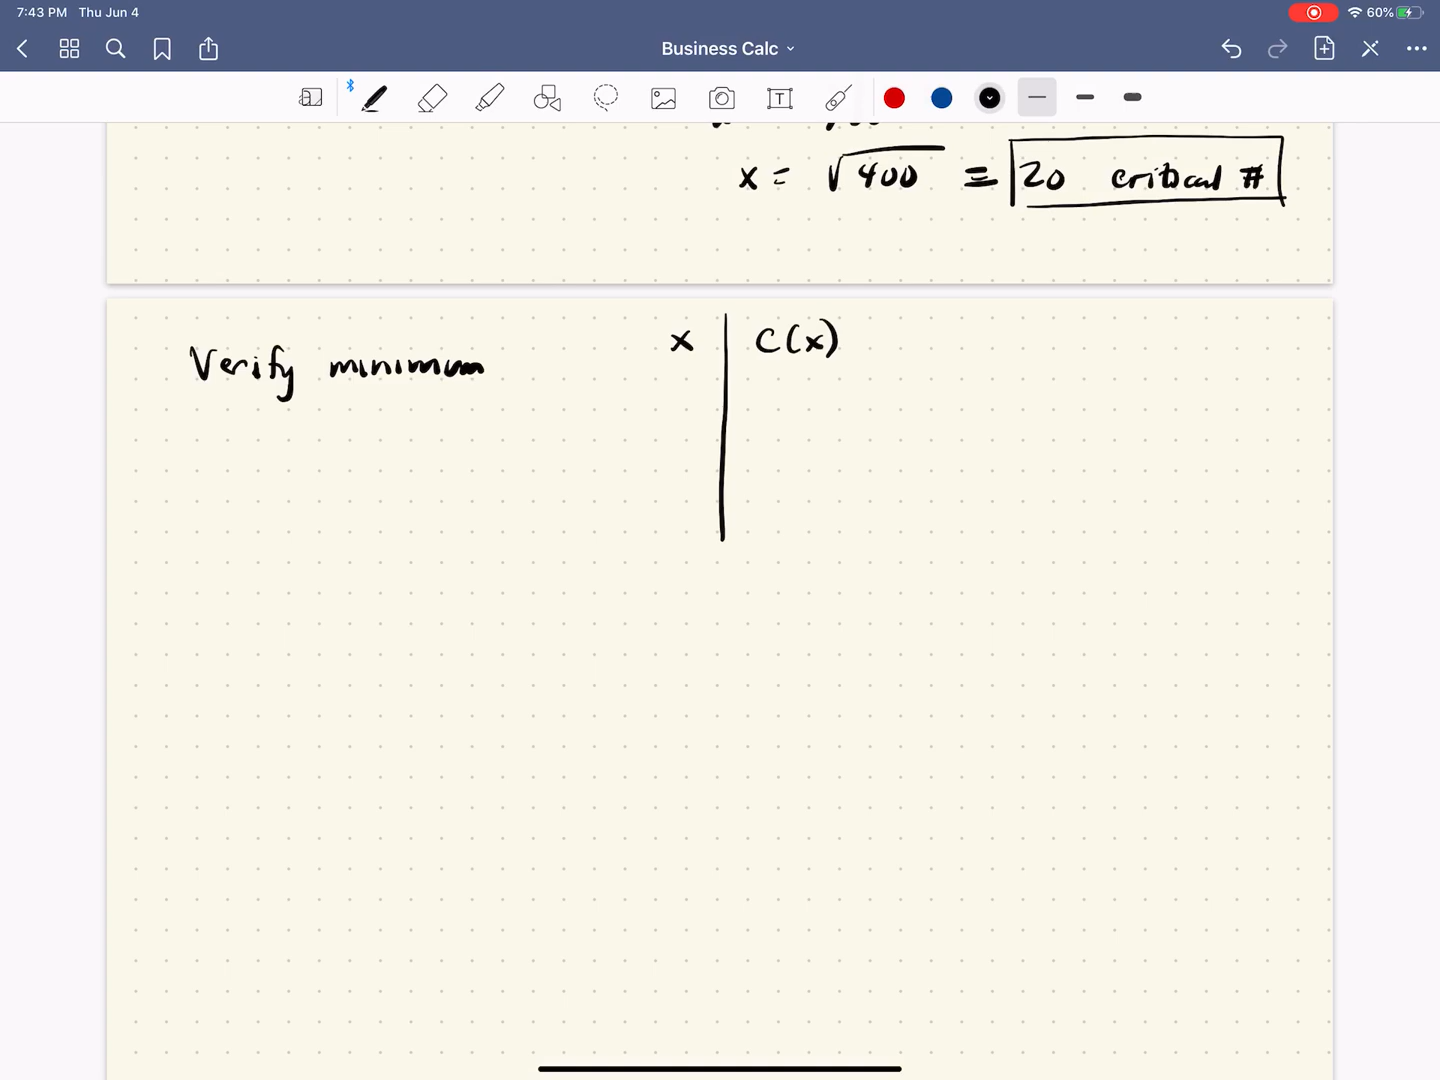 7:43 PM Thu Jun 4
60%
Business Calc
T
x = √400 = 20 critical #
Verify minimum
x | C(x)